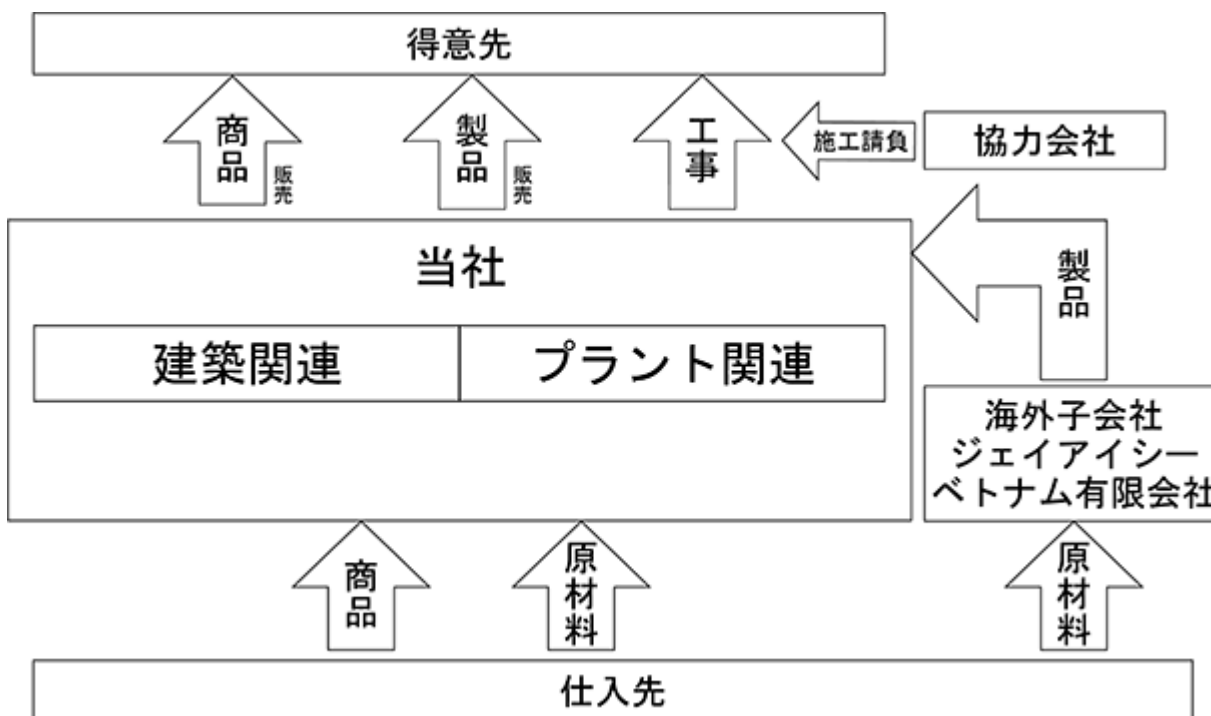 得意先
商品
販売
製品
販売
工事
施工請負
協力会社
当社
製品
建築関連
プラント関連
海外子会社
ジェイアイシー
ベトナム有限会社
商品
原材料
原材料
仕入先